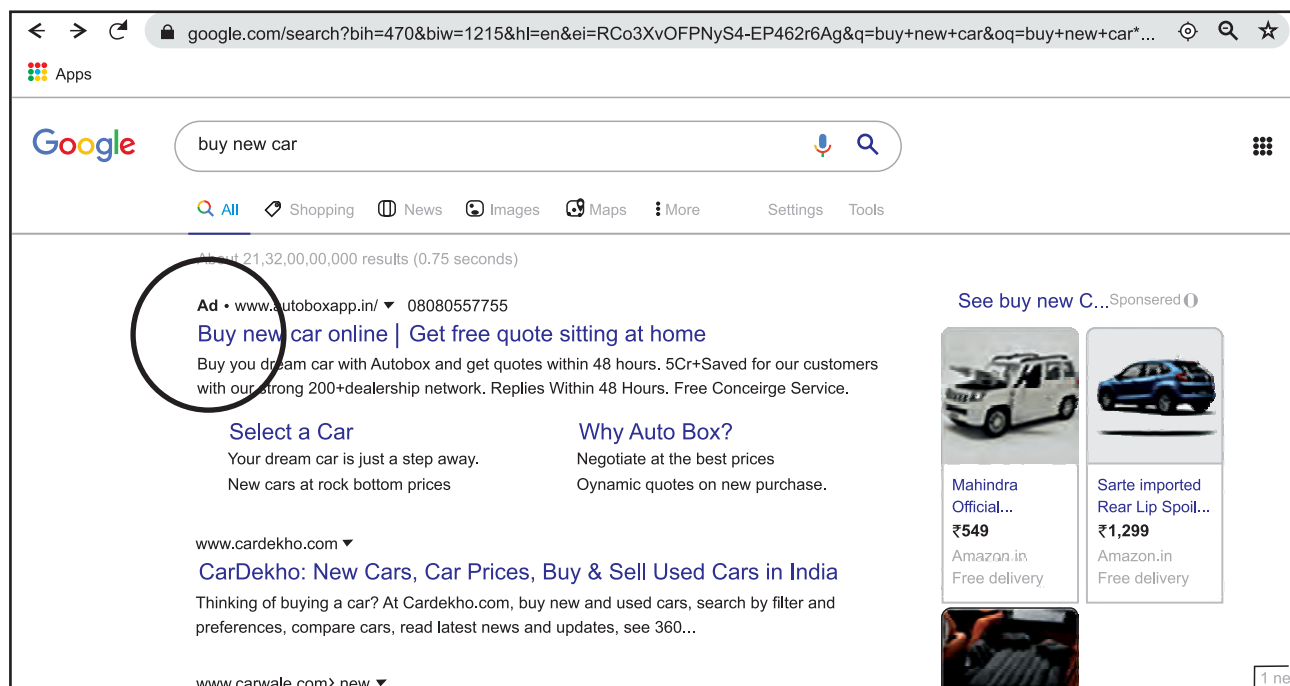 google.com/search?bih=470&biw=1215&hl=en&ei=RCo3XvOFPNyS4-EP462r6Ag&q=buy+new+car&oq=buy+new+car*...
Apps
Google
buy new car
All Shopping News Images Maps More Settings Tools
About 21,32,00,00,000 results (0.75 seconds)
Ad • www.autoboxapp.in/ 08080557755
Buy new car online | Get free quote sitting at home
Buy you dream car with Autobox and get quotes within 48 hours. 5Cr+Saved for our customers
with our strong 200+dealership network. Replies Within 48 Hours. Free Conceirge Service.
Select a Car
Your dream car is just a step away.
New cars at rock bottom prices
Why Auto Box?
Negotiate at the best prices
Oynamic quotes on new purchase.
www.cardekho.com
CarDekho: New Cars, Car Prices, Buy & Sell Used Cars in India
Thinking of buying a car? At Cardekho.com, buy new and used cars, search by filter and
preferences, compare cars, read latest news and updates, see 360...
www.carwale.com› new
See buy new C... Sponsored
Mahindra
Official...
₹549
Amazon.in
Free delivery
Sarte imported
Rear Lip Spoil...
₹1,299
Amazon.in
Free delivery
1 ne